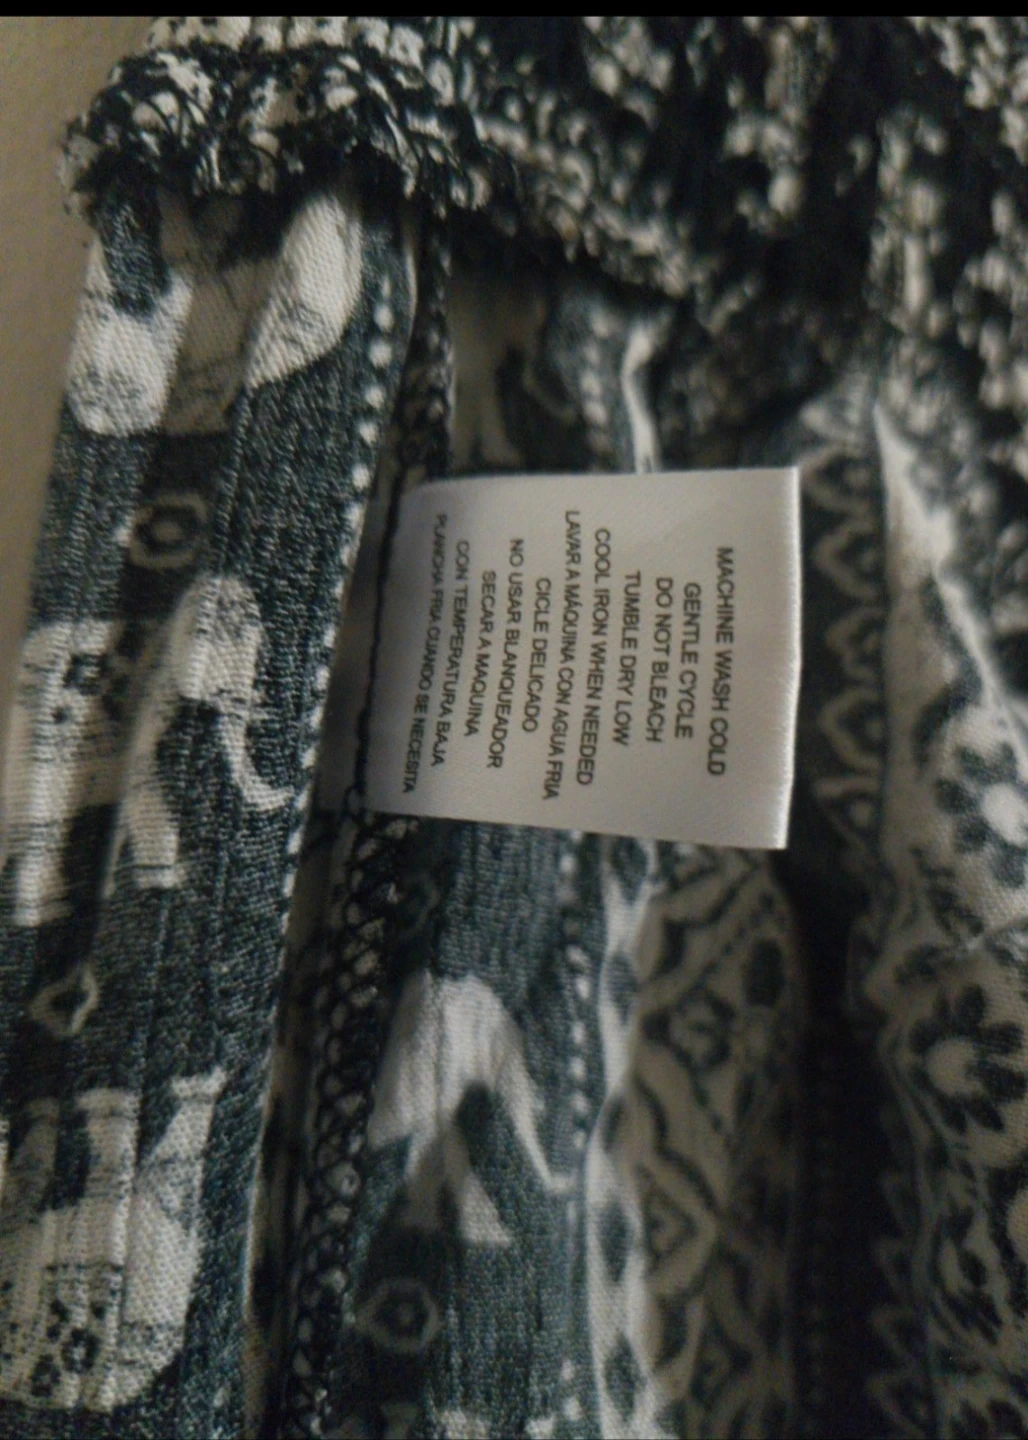 MACHINE WASH COLD
GENTLE CYCLE
DO NOT BLEACH
TUMBLE DRY LOW
COOL IRON WHEN NEEDED
LAVAR A MÁQUINA CON AGUA FRIA
CICLE DELICADO
NO USAR BLANQUEADOR
SECAR A MAQUINA
CON TEMPERATURA BAJA
PLANCHA FRIA CUANDO SE NECESITA